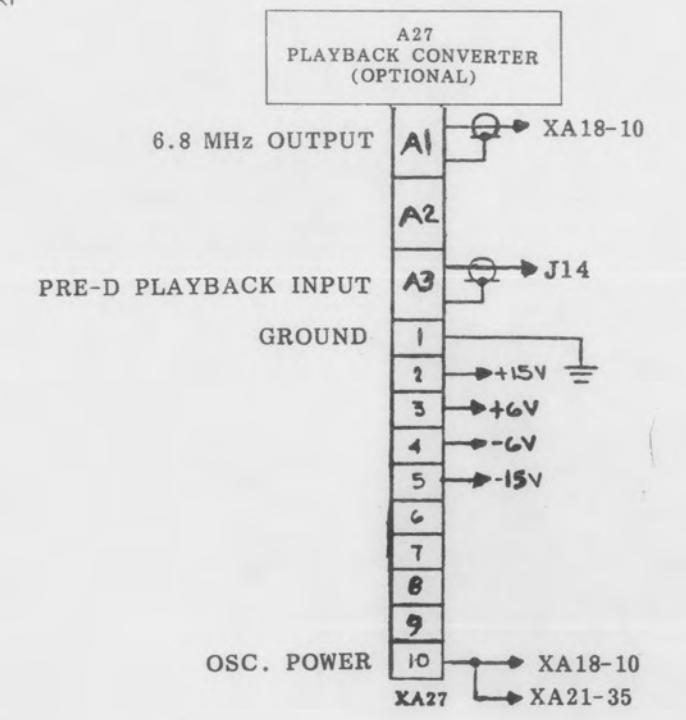 A27
PLAYBACK CONVERTER
(OPTIONAL)
6.8 MHz OUTPUT A1 XA18-10
A2
PRE-D PLAYBACK INPUT A3 J14
GROUND 1
2 +15V
3 +6V
4 -6V
5 -15V
6
7
8
9
OSC. POWER 10 XA18-10
XA27 XA21-35